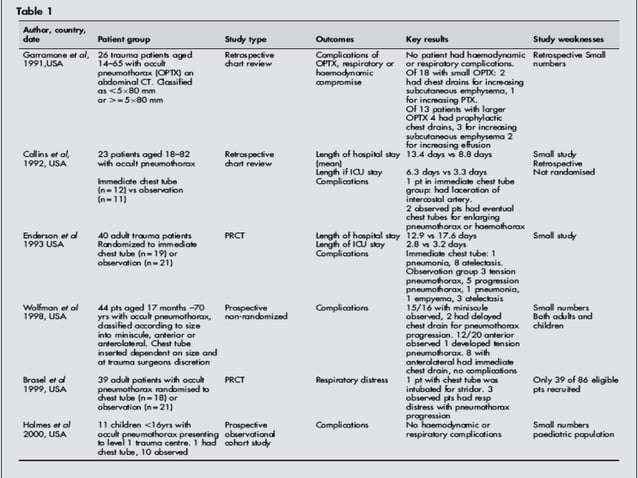 Table 1
Author, country, date Patient group Study type Outcomes Key results Study weaknesses
Garramone et al, 1991,USA
26 trauma patients aged
14–65 with occult
pneumothorax (OPTX) on
abdominal CT. Classified
as <5×80 mm
or >=5×80 mm
Retrospective
chart review
Complications of
OPTX, respiratory or
haemodynamic
compromise
No patient had haemodynamic
or respiratory complications.
Of 18 with small OPTX: 2
had chest drains for increasing
subcutaneous emphysema, 1
for increasing PTX.
Of 13 patients with larger
OPTX 4 had prophylactic
chest drains, 3 for increasing
subcutaneous emphysema 2
for increasing effusion
Retrospective Small
numbers
Collins et al,
1992, USA
23 patients aged 18–82
with occult pneumothorax
Immediate chest tube
(n=12) vs observation
(n=11)
Retrospective
chart review
Length of hospital stay
(mean)
Length if ICU stay
Complications
13.4 days vs 8.8 days
6.3 days vs 3.3 days
1 pt in immediate chest tube
group: had laceration of
intercostal artery.
2 observed pts had eventual
chest tubes for enlarging
pneumothorax or haemothorax
Small study
Retrospective
Not randomised
Enderson et al
1993 USA
40 adult trauma patients
Randomized to immediate
chest tube (n=19) or
observation (n=21)
PRCT
Length of hospital stay
Length of ICU stay
Complications
12.9 vs 17.6 days
2.8 vs 3.2 days
Immediate chest tube: 1
pneumonia, 8 atelectasis.
Observation group 3 tension
pneumothorax, 5 progression
pneumothorax, 1 pneumonia,
1 empyema, 3 atelectasis
Small study
Wolfman et al
1998, USA
44 pts aged 17 months –70
yrs with occult pneumothorax,
classified according to size
into miniscule, anterior or
anterolateral. Chest tube
inserted dependent on size and
at trauma surgeons discretion
Prospective
non-randomized
Complications
15/16 with miniscule
observed, 2 had delayed
chest drain for pneumothorax
progression. 12/20 anterior
observed 1 developed tension
pneumothorax. 8 with
anterolateral had immediate
chest drain, no complications
Small numbers
Both adults and
children
Brasel et al
1999, USA
39 adult patients with occult
pneumothorax randomised to
chest tube (n=18) or
observation (n=21)
PRCT
Respiratory distress
1 pt with chest tube was
intubated for stridor. 3
observed pts had resp
distress with pneumothorax
progression
Only 39 of 86 eligible
pts recruited
Holmes et al
2000, USA
11 children <16yrs with
occult pneumothorax presenting
to level 1 trauma centre. 1 had
chest tube, 10 observed
Prospective
observational
cohort study
Complications
No haemodynamic or
respiratory complications
Small numbers
paediatric population